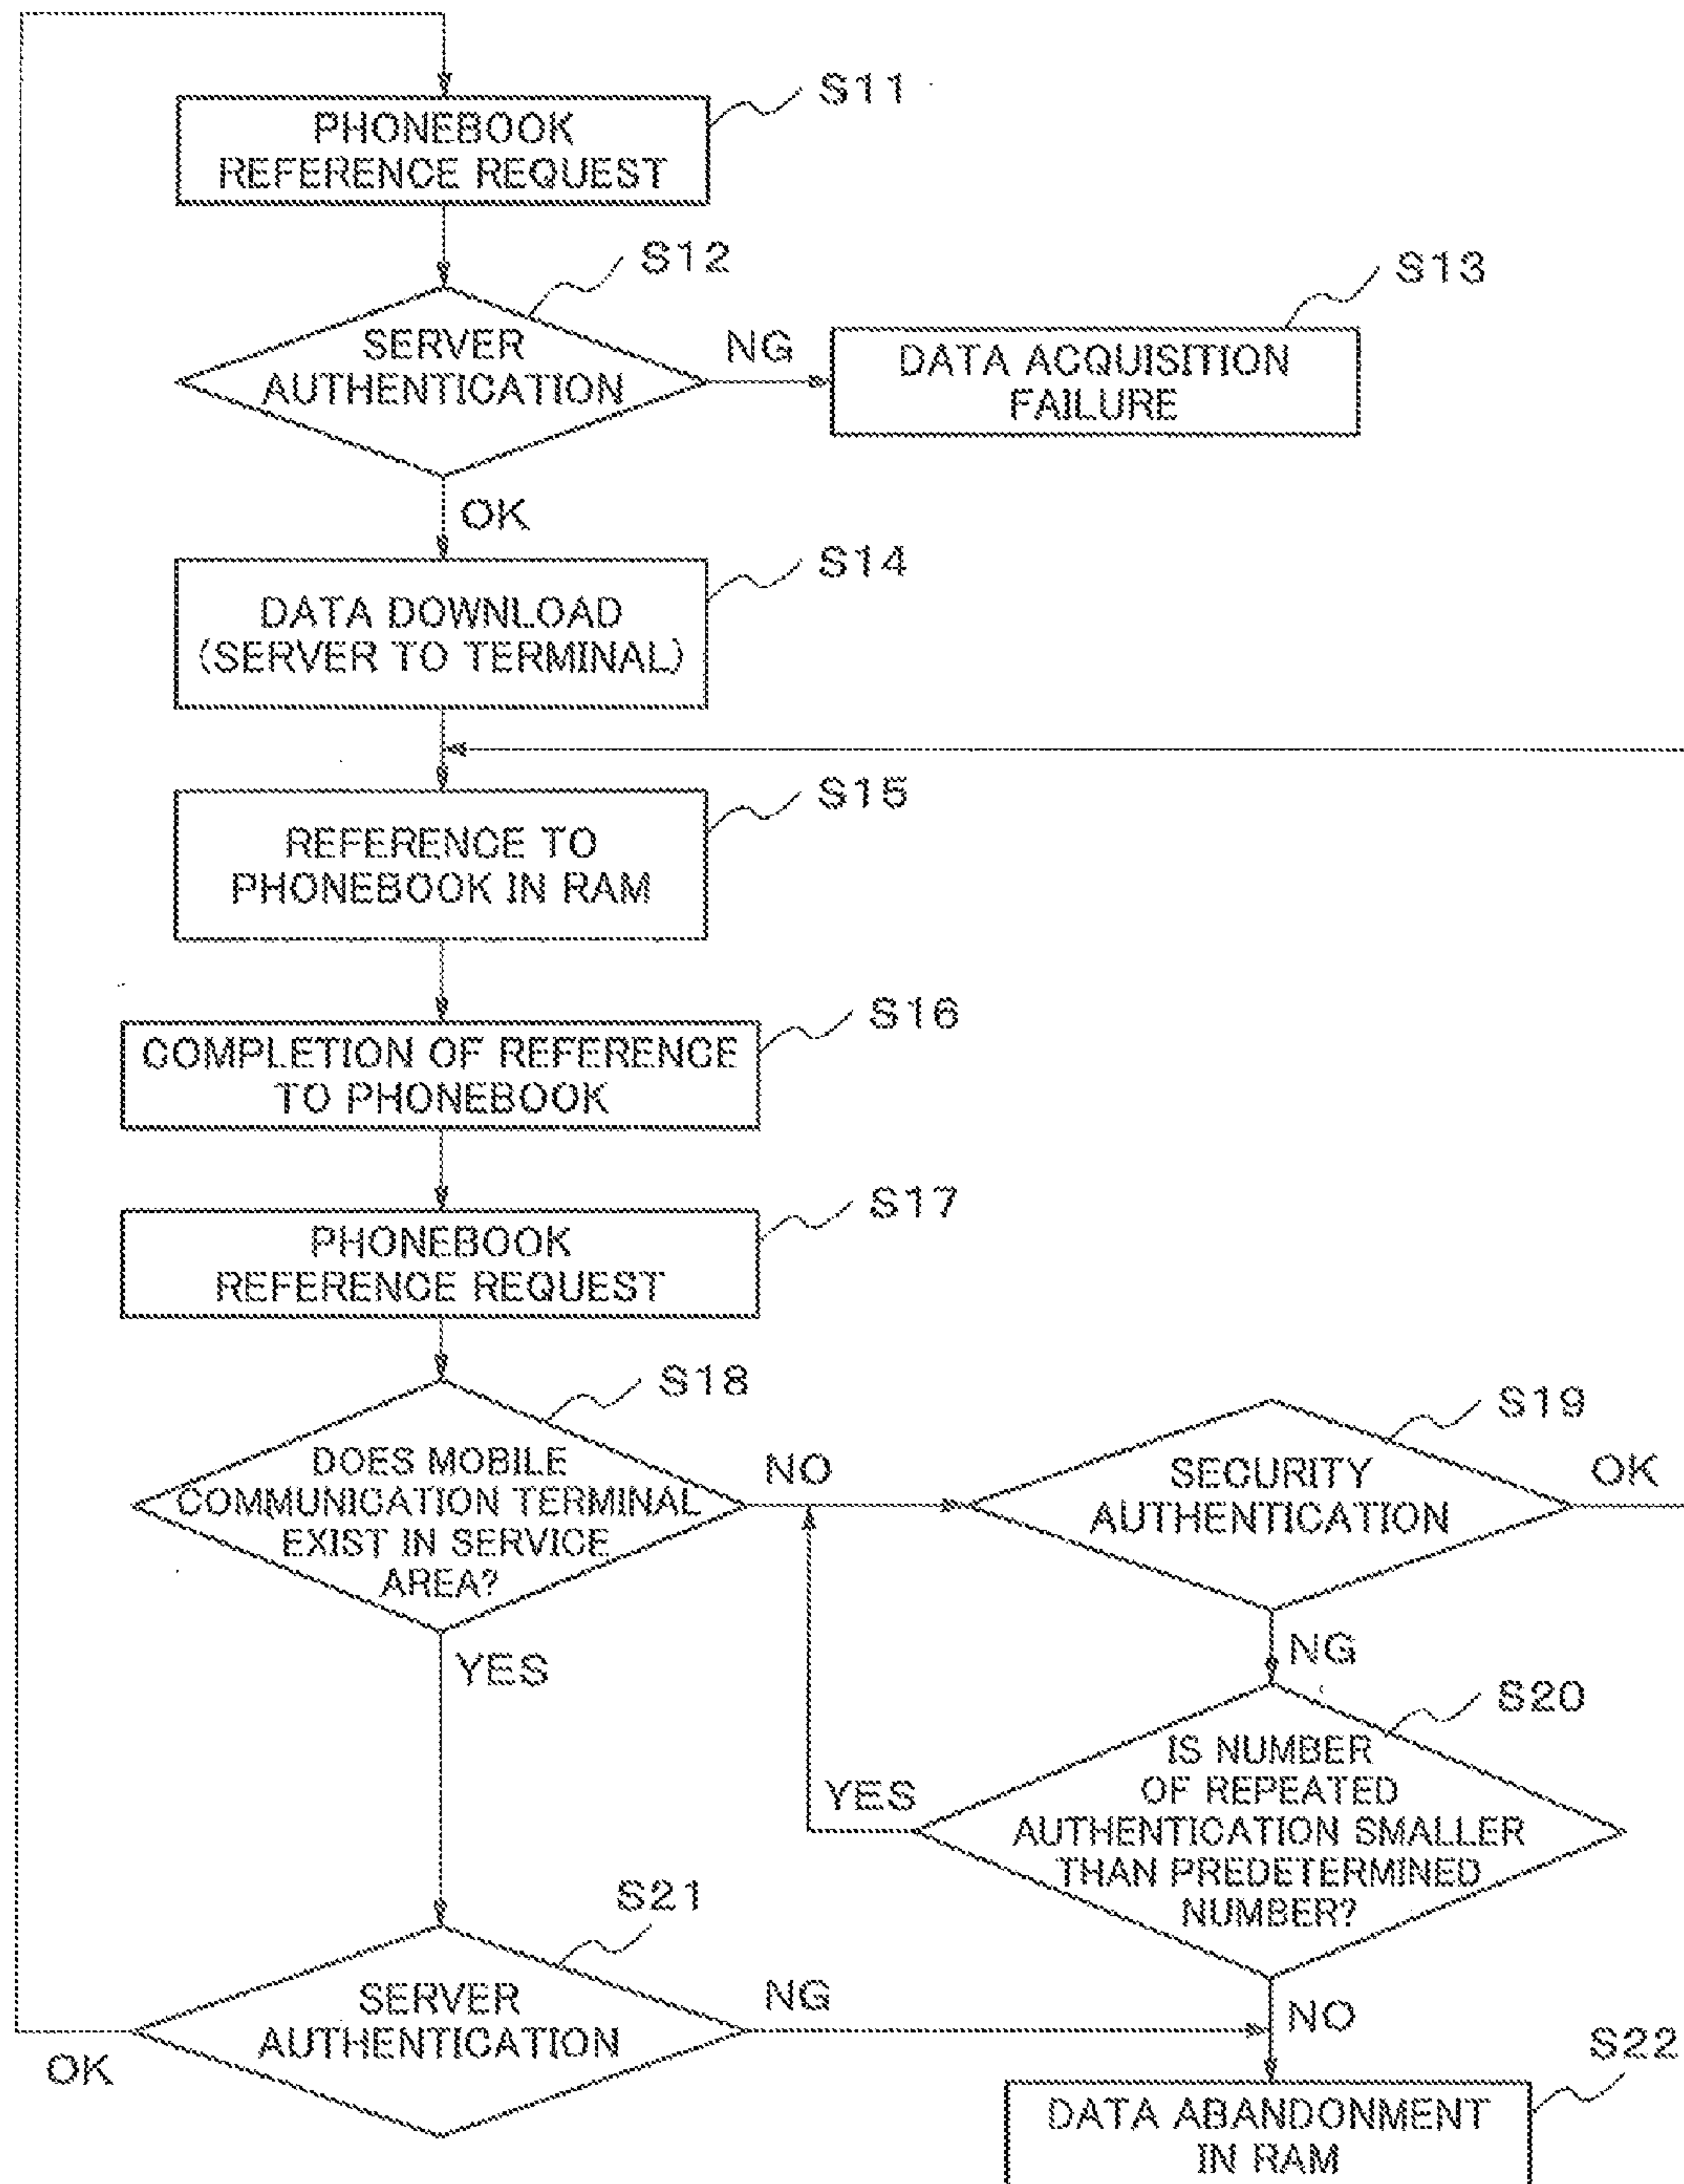 S11
PHONEBOOK
REFERENCE REQUEST
S12
SERVER
AUTHENTICATION
NG
S13
DATA ACQUISITION
FAILURE
OK
S14
DATA DOWNLOAD
(SERVER TO TERMINAL)
S15
REFERENCE TO
PHONEBOOK IN RAM
S16
COMPLETION OF REFERENCE
TO PHONEBOOK
S17
PHONEBOOK
REFERENCE REQUEST
S18
DOES MOBILE
COMMUNICATION TERMINAL
EXIST IN SERVICE
AREA?
NO
S19
SECURITY
AUTHENTICATION
OK
YES
NG
S20
IS NUMBER
OF REPEATED
AUTHENTICATION SMALLER
THAN PREDETERMINED
NUMBER?
YES
S21
SERVER
AUTHENTICATION
NG
NO
OK
S22
DATA ABANDONMENT
IN RAM